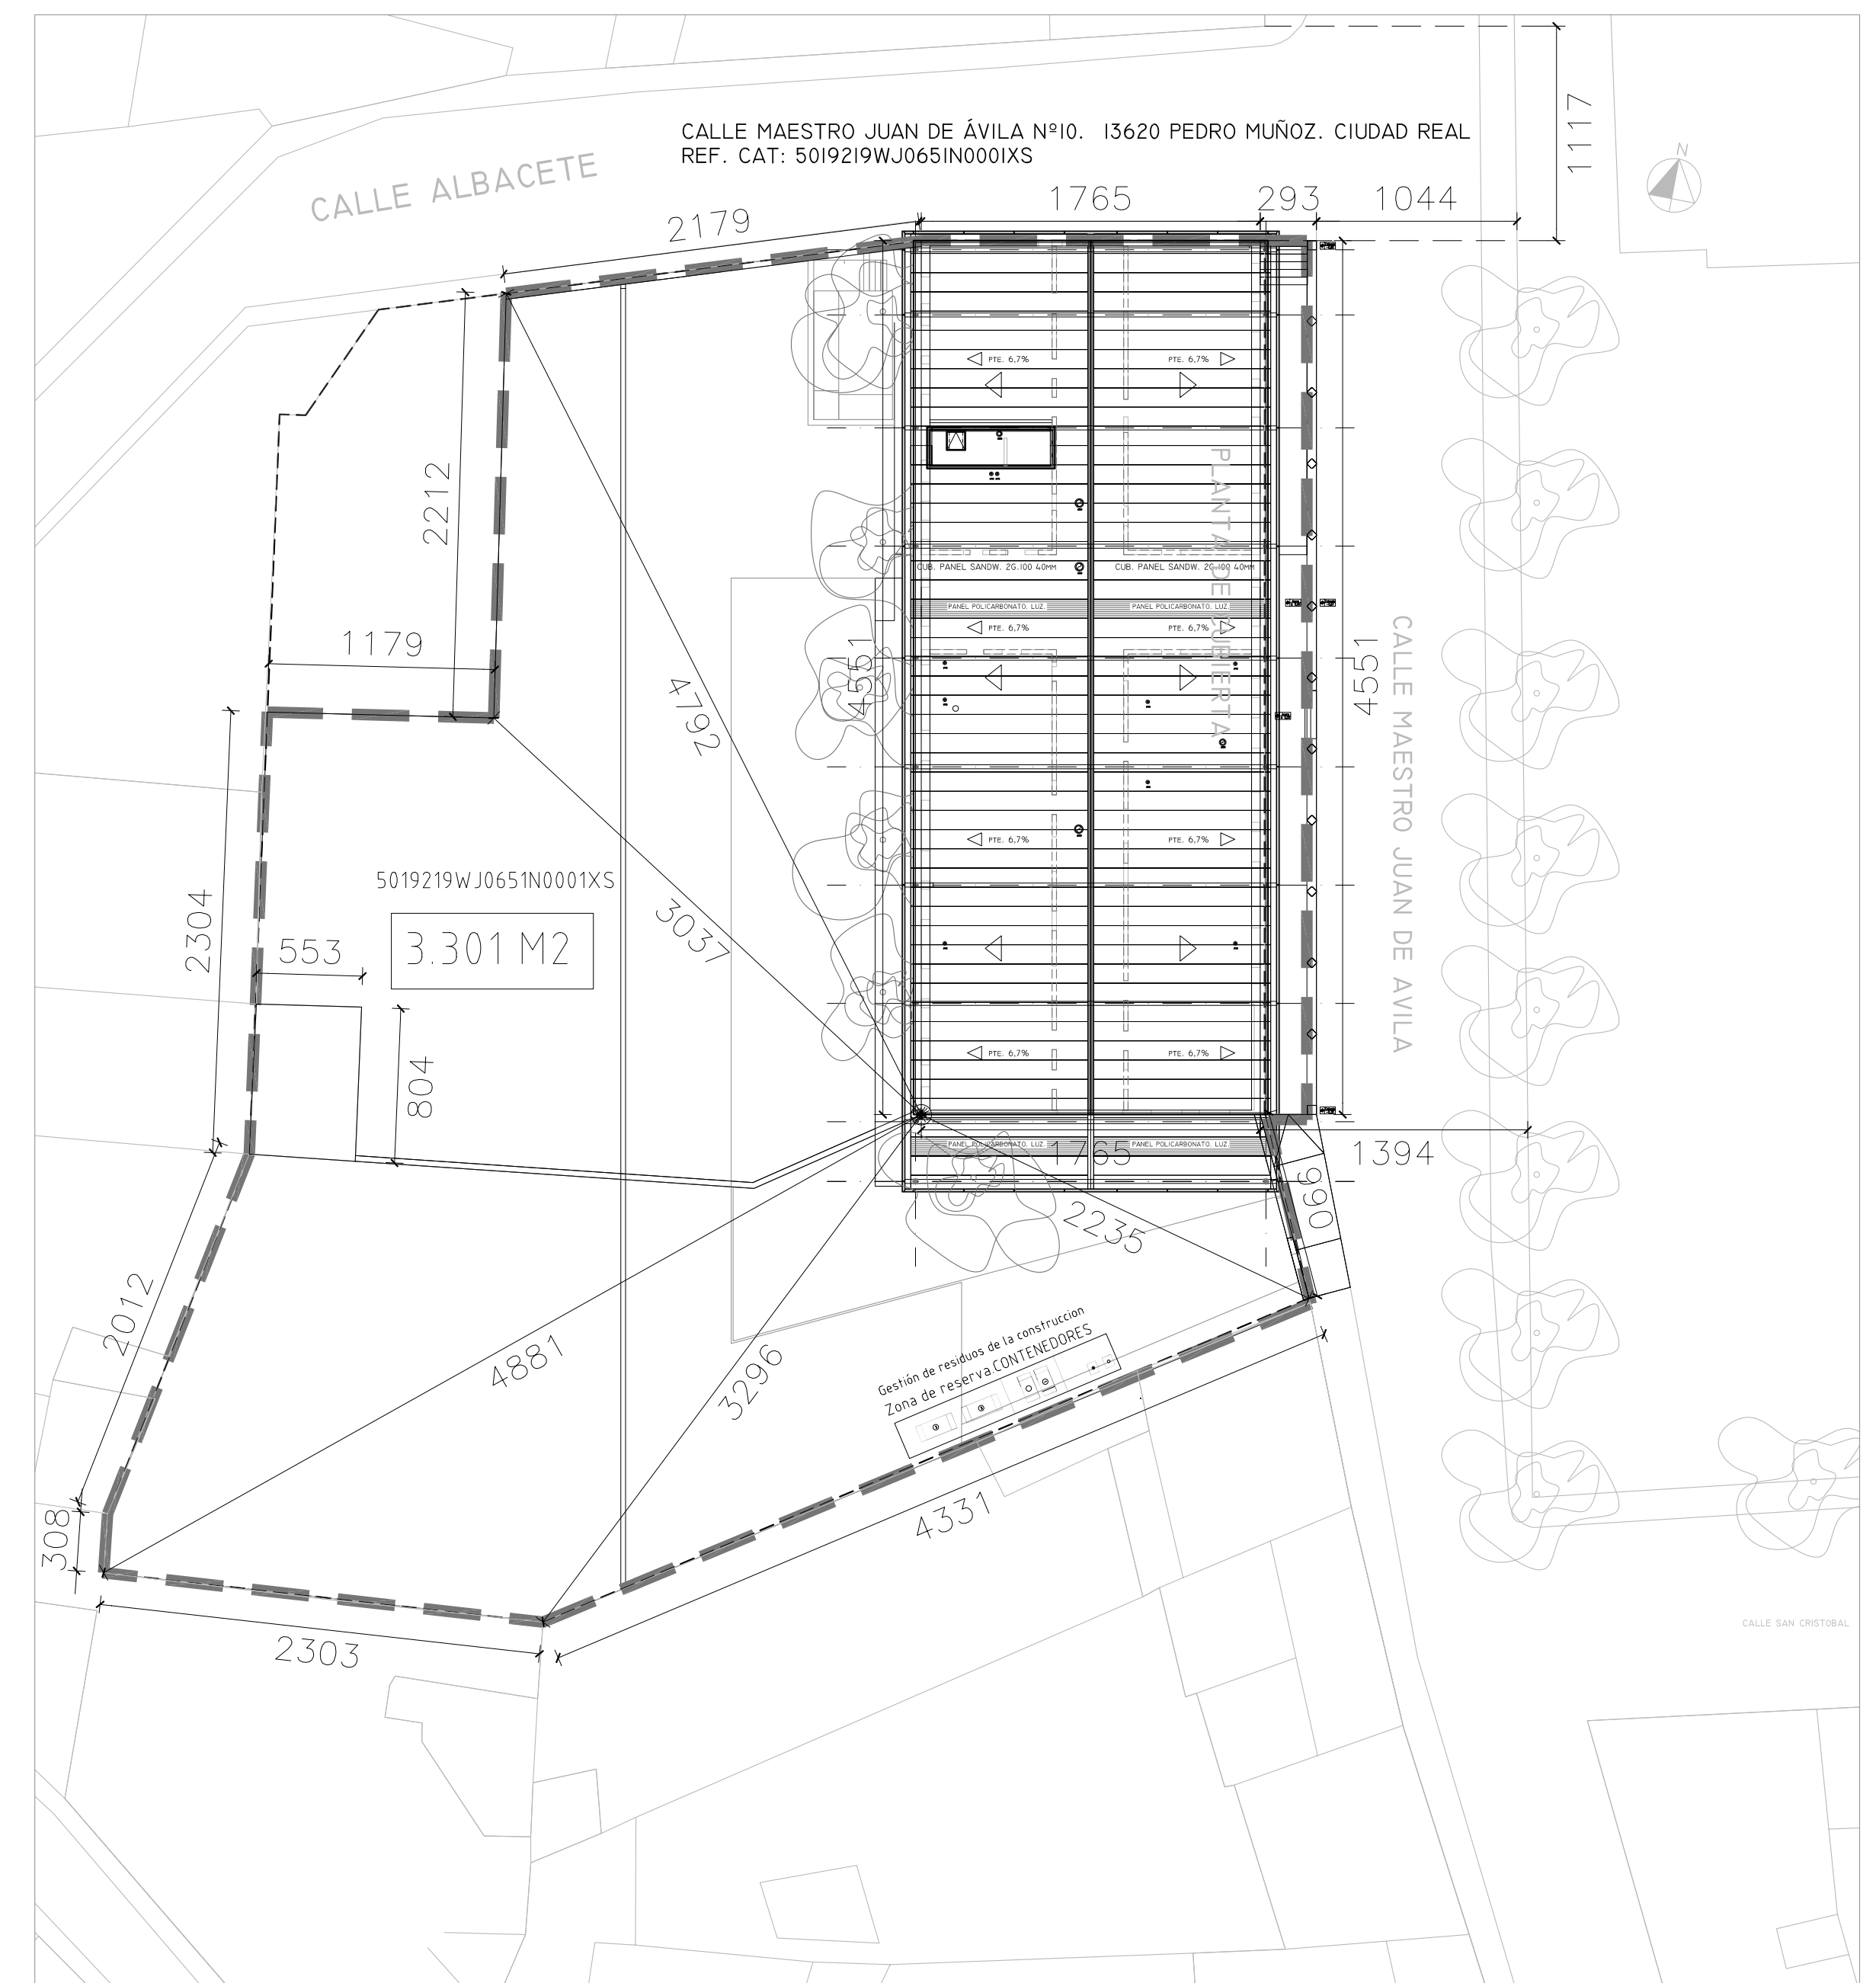 CALLE MAESTRO JUAN DE ÁVILA Nº10. 13620 PEDRO MUÑOZ. CIUDAD REAL
REF. CAT: 5019219WJ0651N0001XS
CALLE ALBACETE
1117
N
1765
293
1044
2179
PTE. 6,7%
PTE. 6,7%
2212
PLANTA DE CUBIERTA
CUB. PANEL SANDW. 2G.100 40MM
CUB. PANEL SANDW. 2G.100 40MM
PANEL POLICARBONATO. LUZ.
PANEL POLICARBONATO. LUZ.
PTE. 6,7%
PTE. 6,7%
1179
4551
4551
4792
CALLE MAESTRO JUAN DE AVILA
PTE. 6,7%
PTE. 6,7%
5019219WJ0651N0001XS
3.301 M2
2304
553
3037
804
PTE. 6,7%
PTE. 6,7%
PANEL POLICARBONATO. LUZ.
PANEL POLICARBONATO. LUZ.
1765
1394
990
2235
2012
4881
3296
Gestión de residuos de la construccion
Zona de reserva.CONTENEDORES
308
4331
2303
CALLE SAN CRISTOBAL